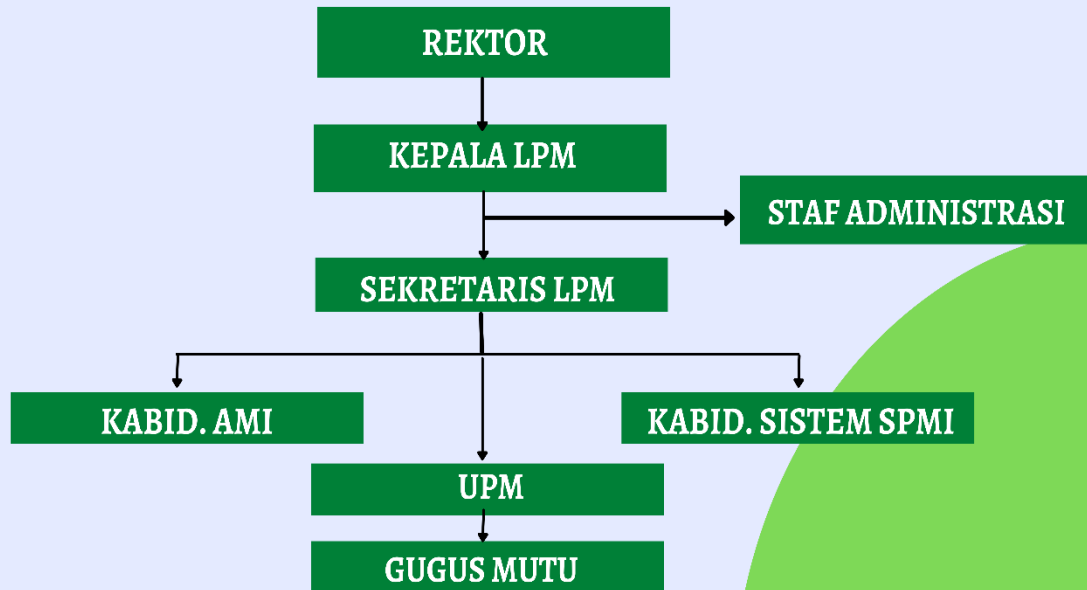 REKTOR
KEPALA LPM
STAF ADMINISTRASI
SEKRETARIS LPM
KABID. AMI
KABID. SISTEM SPMI
UPM
GUGUS MUTU